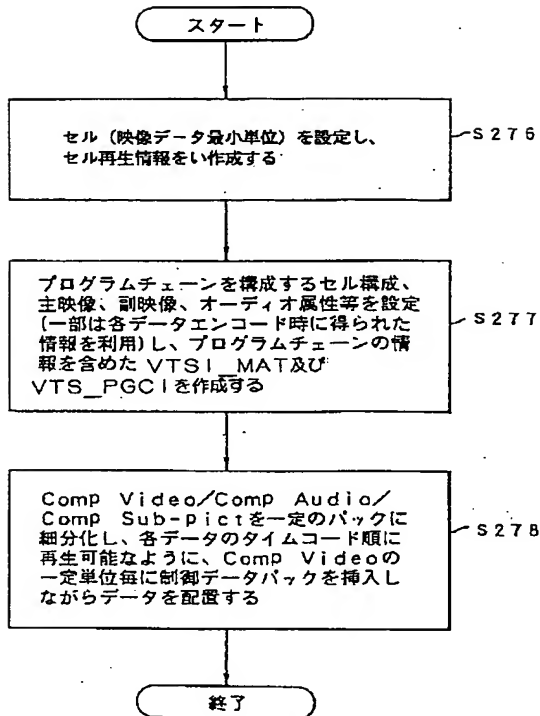 スタート
セル（映像データ最小単位）を設定し、
セル再生情報をい作成する
S276
プログラムチェーンを構成するセル構成、
主映像、副映像、オーディオ属性等を設定
(一部は各データエンコード時に得られた
情報を利用)し、プログラムチェーンの情
報を含めた VTSI_MAT及び
VTS_PGCIを作成する
S277
Comp Video/Comp Audio/
Comp Sub-pictを一定のパックに
細分化し、各データのタイムコード順に
再生可能なように、Comp Videoの
一定単位毎に制御データパックを挿入し
ながらデータを配置する
S278
終了